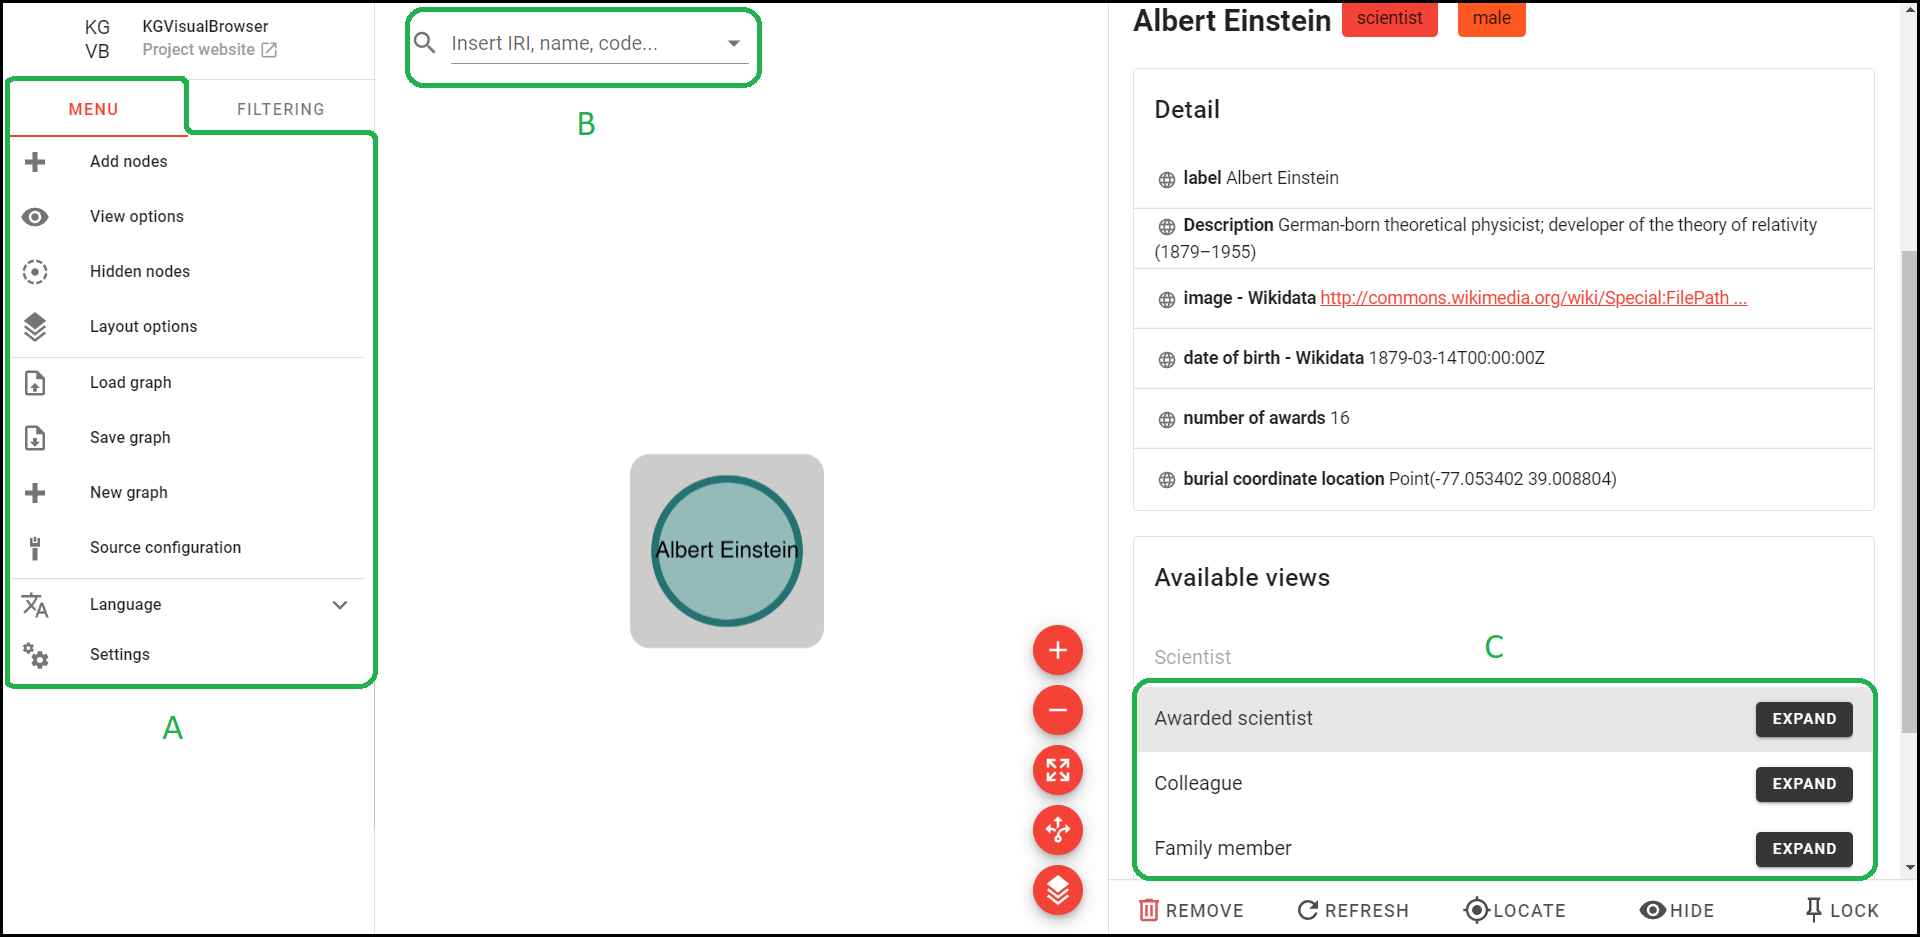 KG
VB
KGVisualBrowser
Project website
MENU
FILTERING
Add nodes
View options
Hidden nodes
Layout options
Load graph
Save graph
New graph
Source configuration
Language
Settings
A
Insert IRI, name, code...
B
Albert Einstein
Albert Einstein scientist male
Detail
label Albert Einstein
Description German-born theoretical physicist; developer of the theory of relativity
(1879–1955)
image - Wikidata http://commons.wikimedia.org/wiki/Special:FilePath ...
date of birth - Wikidata 1879-03-14T00:00:00Z
number of awards 16
burial coordinate location Point(-77.053402 39.008804)
Available views
C
Scientist
Awarded scientist EXPAND
Colleague EXPAND
Family member EXPAND
REMOVE REFRESH LOCATE HIDE LOCK